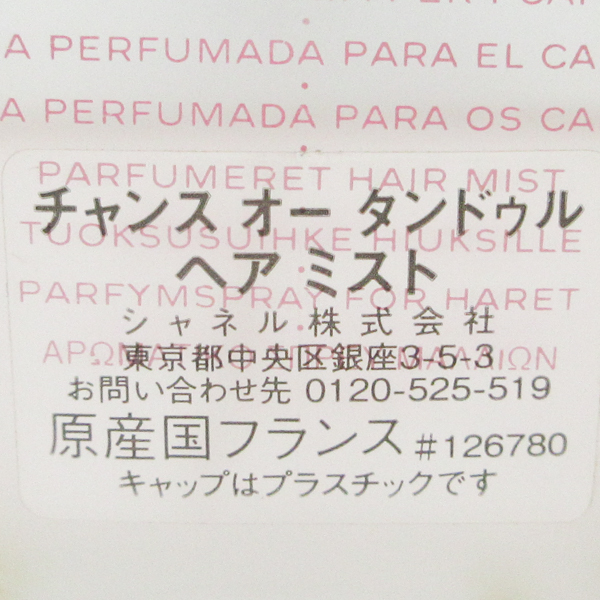 A PERFUMADA PARA EL CA
A PERFUMADA PARA OS CA
PARFUMERET HAIR MIST
チャンス オー タンドゥル
TUOKSUSUIHKE HIUKSILLE
ヘア ミスト
PARFYMSPRAY FÖR HÅRET
シャネル株式会社
東京都中央区銀座3-5-3
お問い合わせ先 0120-525-519
原産国フランス #126780
キャップはプラスチックです